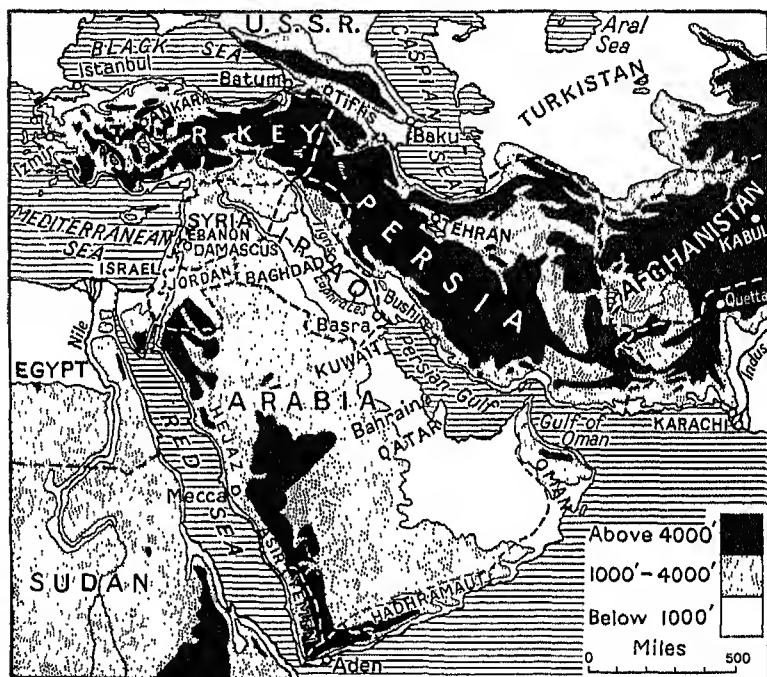 U.S.S.R.
Aral
Sea
BLACK SEA
Istanbul
CASPIAN SEA
Batum
TIFLIS
TURKISTAN
ANKARA
Baku
TURKEY
Izmir
MEDITERRANEAN
SEA
SYRIA
LEBANON
DAMASCUS
ISRAEL
JORDAN
IRAQ
BAGHDAD
Tigris
Euphrates
TEHRAN
PERSIA
AFGHANISTAN
KABUL
Quetta
Bushire
Basra
KUWAIT
Persian Gulf
Nile
Indus
EGYPT
ARABIA
HEJAZ
RED SEA
Bahrain
QATAR
Gulf of
Oman
KARACHI
OMAN
Mecca
ASIR
YEMEN
SUDAN
HADHRAMAUT
Aden
Above 4000'
1000'–4000'
Below 1000'
Miles
0 500